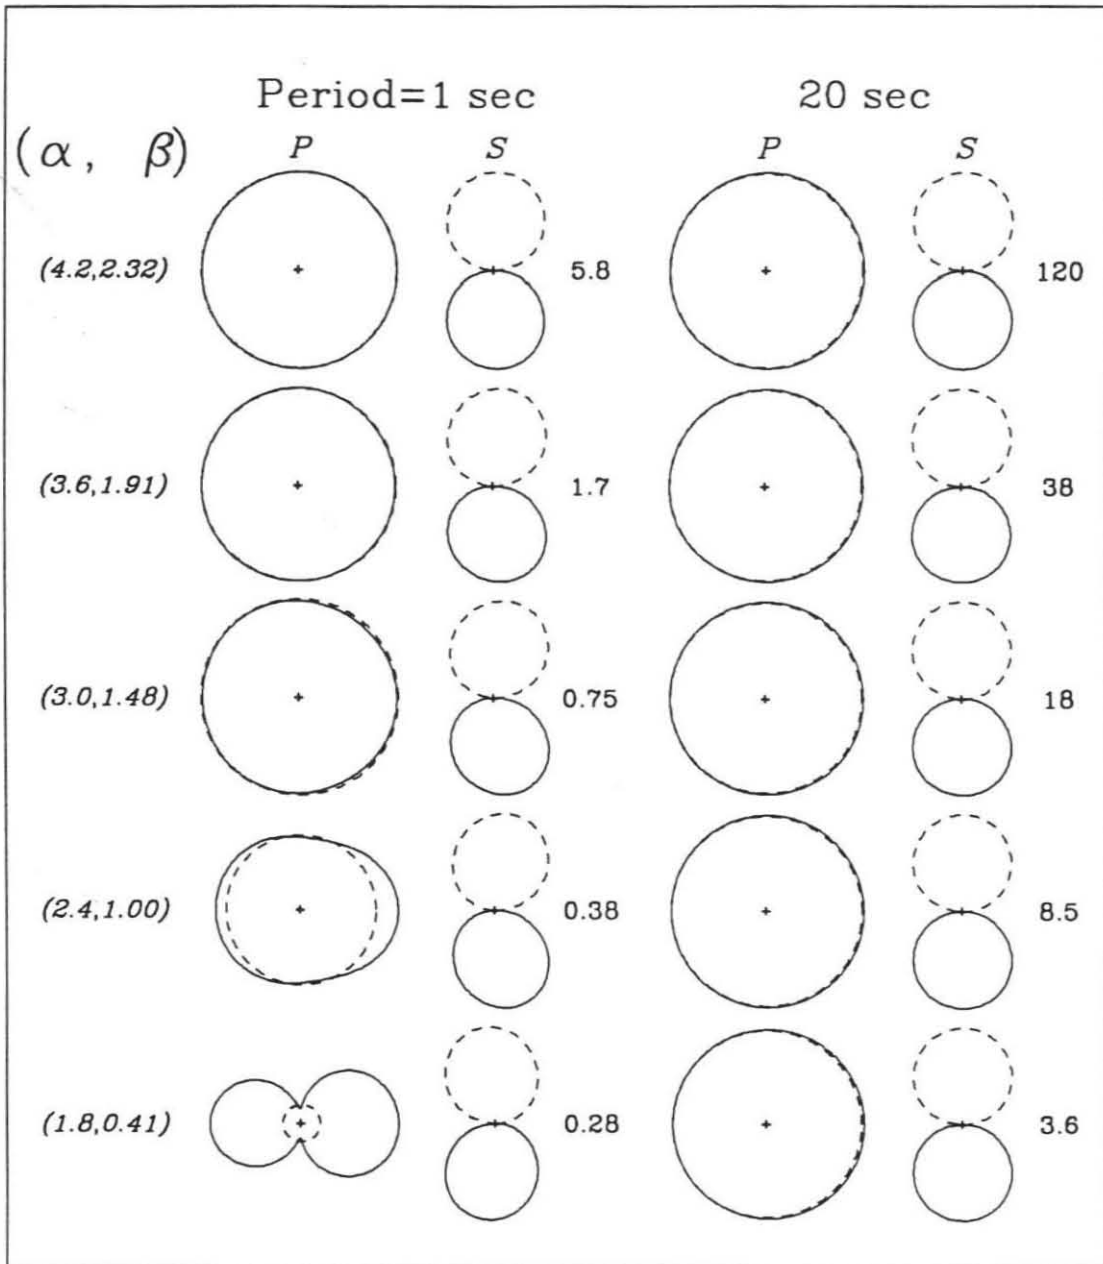 Period=1 sec 20 sec
(α, β) P S P S
(4.2,2.32) 5.8 120
(3.6,1.91) 1.7 38
(3.0,1.48) 0.75 18
(2.4,1.00) 0.38 8.5
(1.8,0.41) 0.28 3.6